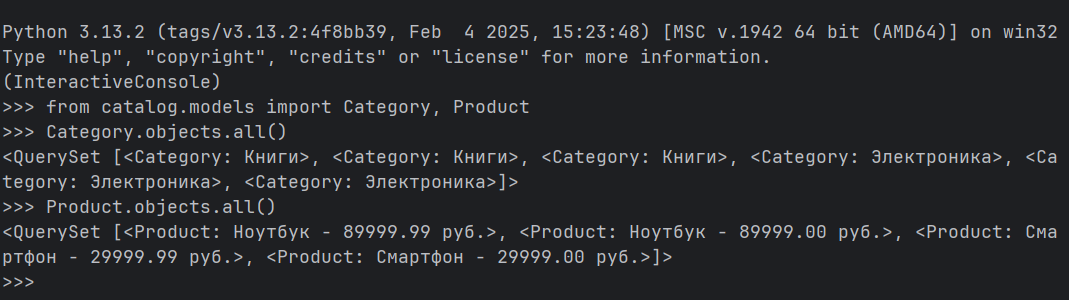 Python 3.13.2 (tags/v3.13.2:4f8bb39, Feb  4 2025, 15:23:48) [MSC v.1942 64 bit (AMD64)] on win32
Type "help", "copyright", "credits" or "license" for more information.
(InteractiveConsole)
>>> from catalog.models import Category, Product
>>> Category.objects.all()
<QuerySet [<Category: Книги>, <Category: Книги>, <Category: Книги>, <Category: Электроника>, <Ca
tegory: Электроника>, <Category: Электроника>]>
>>> Product.objects.all()
<QuerySet [<Product: Ноутбук - 89999.99 руб.>, <Product: Ноутбук - 89999.00 руб.>, <Product: Сма
ртфон - 29999.99 руб.>, <Product: Смартфон - 29999.00 руб.>]>
>>>